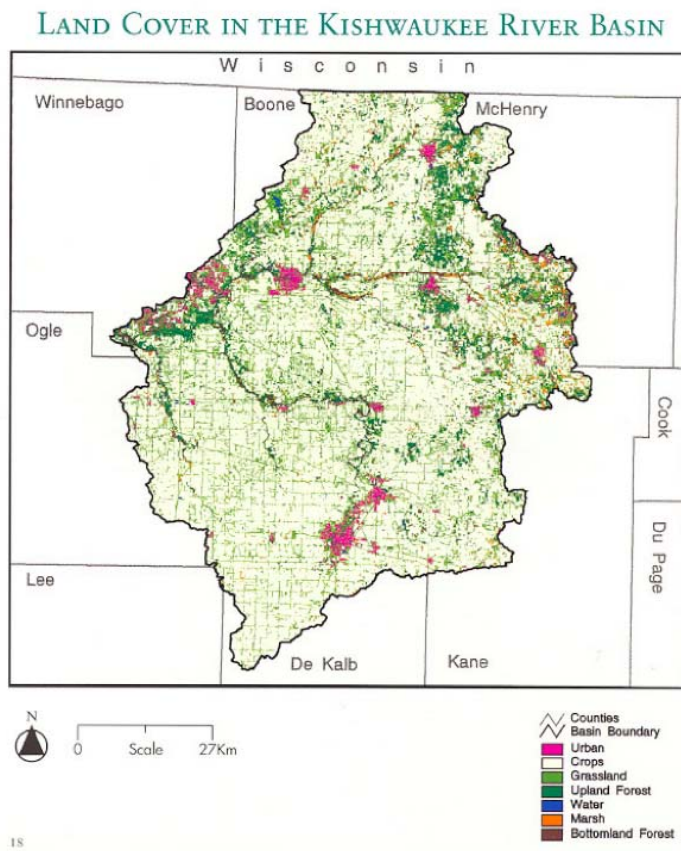 LAND COVER IN THE KISHWAUKEE RIVER BASIN
Wisconsin
Winnebago
Boone
McHenry
Ogle
Cook
Du Page
Lee
De Kalb
Kane
N
0 Scale 27Km
Counties
Basin Boundary
Urban
Crops
Grassland
Upland Forest
Water
Marsh
Bottomland Forest
18